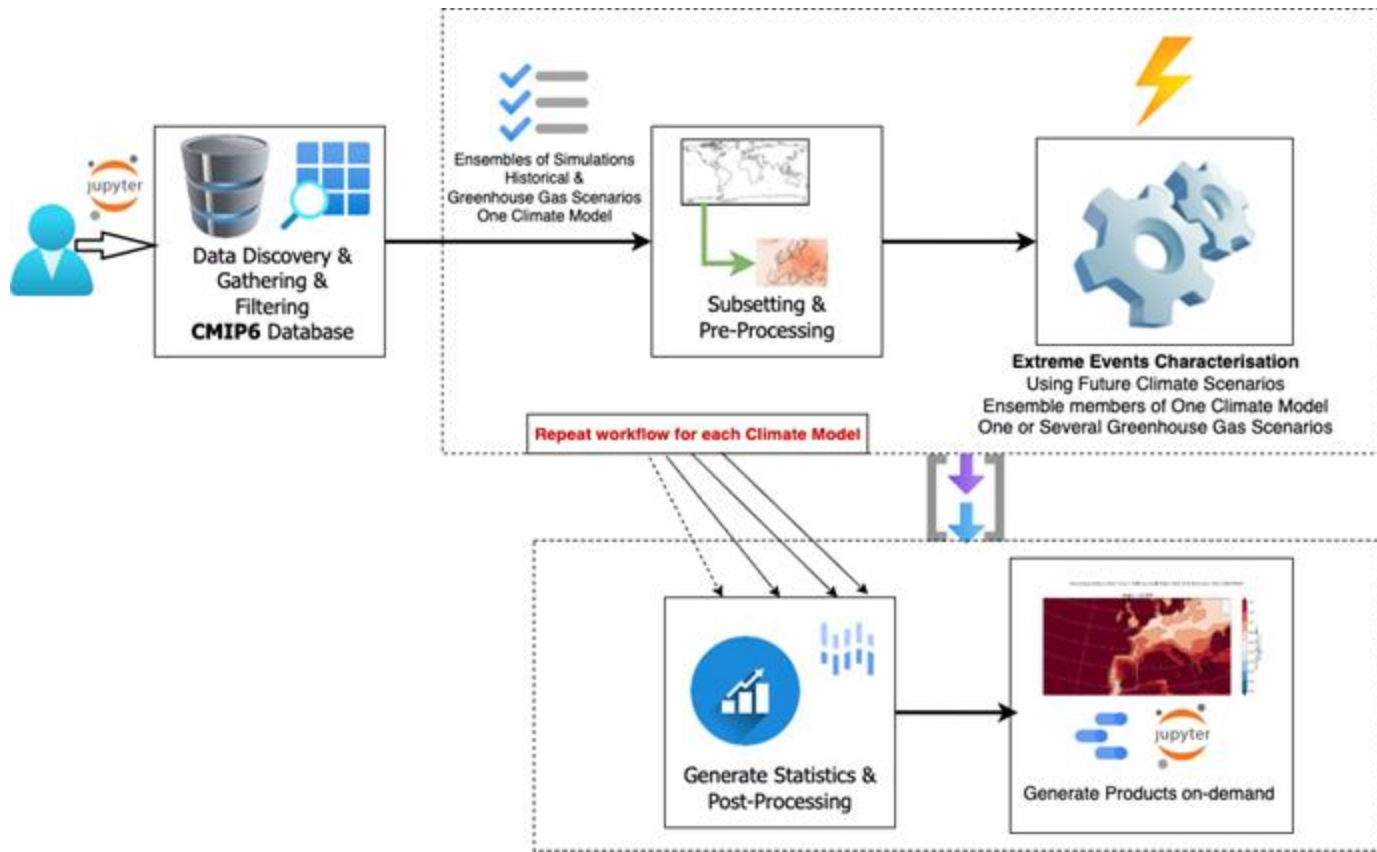 jupyter
Data Discovery &
Gathering &
Filtering
CMIP6 Database
Ensembles of Simulations
Historical &
Greenhouse Gas Scenarios
One Climate Model
Subsetting &
Pre-Processing
Extreme Events Characterisation
Using Future Climate Scenarios
Ensemble members of One Climate Model
One or Several Greenhouse Gas Scenarios
Repeat workflow for each Climate Model
Generate Statistics &
Post-Processing
jupyter
Generate Products on-demand